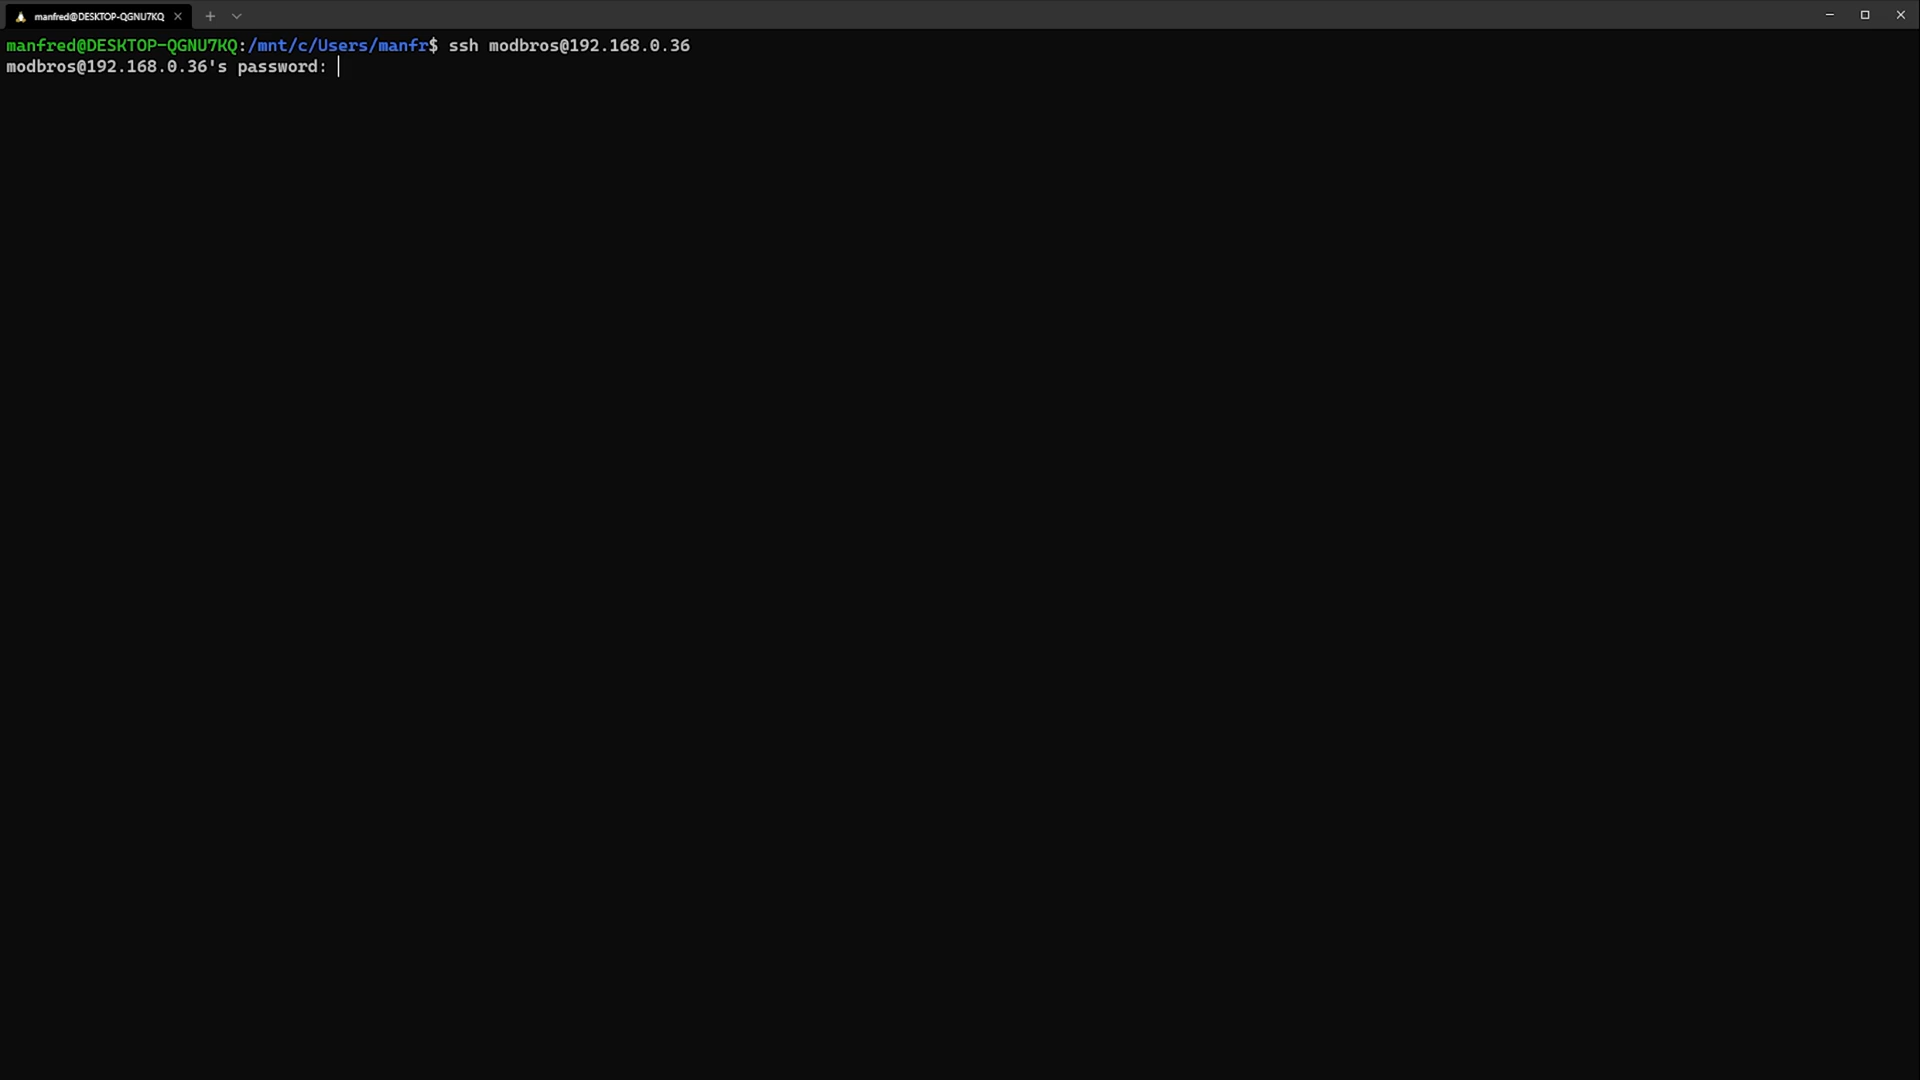 manfred@DESKTOP-QGNU7KQ
manfred@DESKTOP-QGNU7KQ:/mnt/c/Users/manfr$ ssh modbros@192.168.0.36
modbros@192.168.0.36's password: